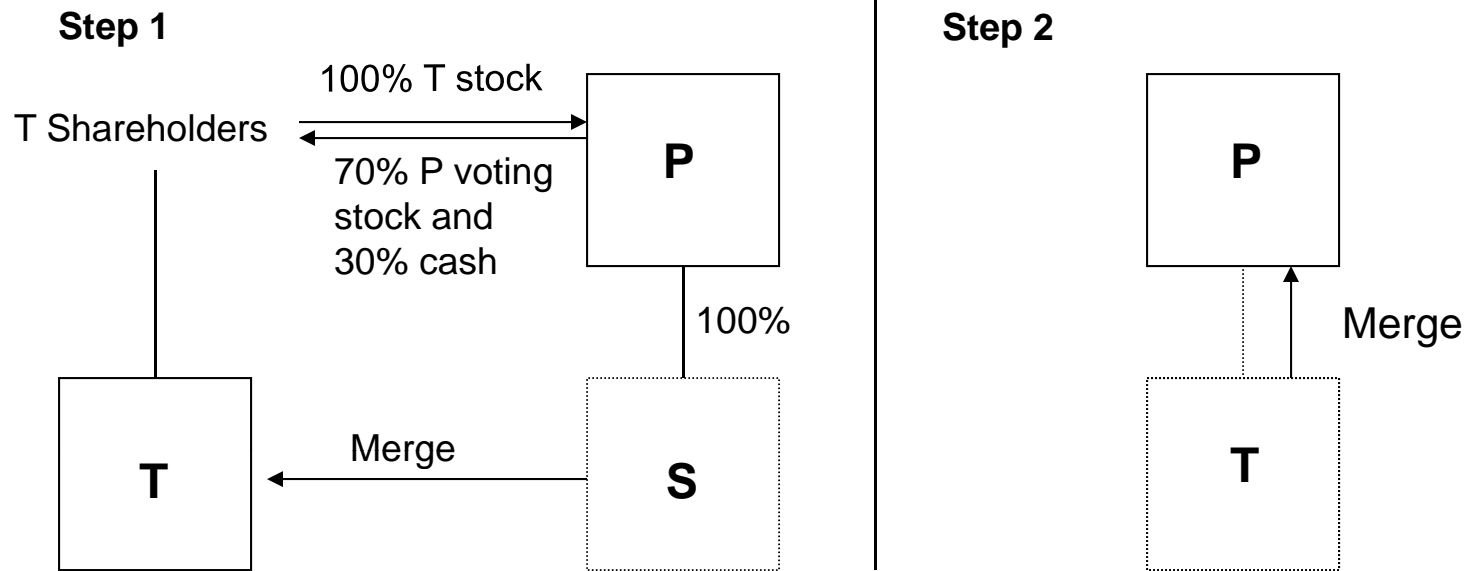 Step 1
100% T stock
T Shareholders
P
70% P voting
stock and
30% cash
100%
Merge
T
S
Step 2
P
Merge
T